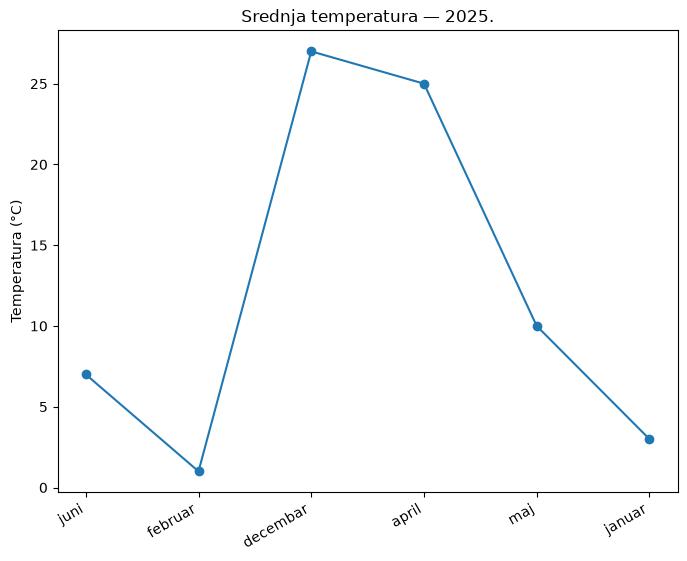 Srednja temperatura — 2025.
Temperatura (°C)
25
20
15
10
5
0
juni
februar
decembar
april
maj
januar